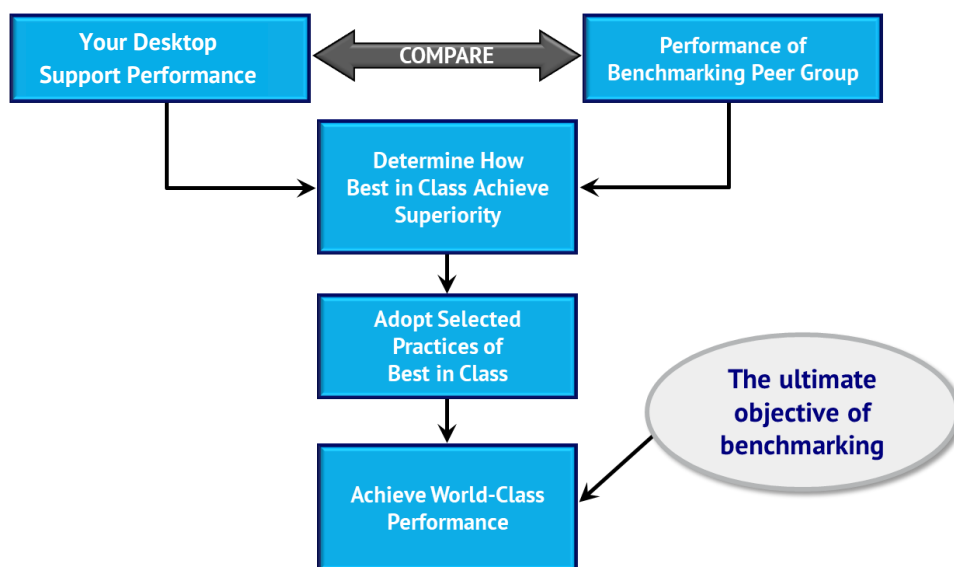 Your Desktop
Support Performance
COMPARE
Performance of
Benchmarking Peer Group
Determine How
Best in Class Achieve
Superiority
Adopt Selected
Practices of
Best in Class
The ultimate
objective of
benchmarking
Achieve World-Class
Performance